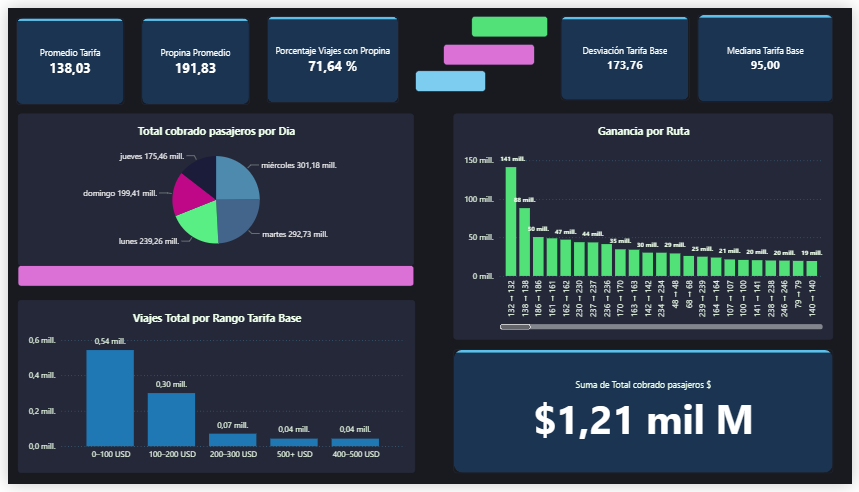 Promedio Tarifa
138,03
Propina Promedio
191,83
Porcentaje Viajes con Propina
71,64 %
Desviación Tarifa Base
173,76
Mediana Tarifa Base
95,00
Total cobrado pasajeros por Dia
jueves 175,46 mill.
miércoles 301,18 mill.
domingo 199,41 mill.
martes 292,73 mill.
lunes 239,26 mill.
Ganancia por Ruta
150 mill.
100 mill.
50 mill.
0 mill.
141 mill.
88 mill.
50 mill.
47 mill.
44 mill.
35 mill.
30 mill.
29 mill.
25 mill.
21 mill.
20 mill.
20 mill.
19 mill.
132 → 132
138 → 138
186 → 186
161 → 161
162 → 162
230 → 230
237 → 237
236 → 236
170 → 170
163 → 163
142 → 142
234 → 234
48 → 48
68 → 68
239 → 239
164 → 164
107 → 107
100 → 100
141 → 141
238 → 238
246 → 246
79 → 79
140 → 140
Viajes Total por Rango Tarifa Base
0,6 mill.
0,4 mill.
0,2 mill.
0,0 mill.
0,54 mill.
0,30 mill.
0,07 mill.
0,04 mill.
0,04 mill.
0–100 USD
100–200 USD
200–300 USD
500+ USD
400–500 USD
Suma de Total cobrado pasajeros $
$1,21 mil M